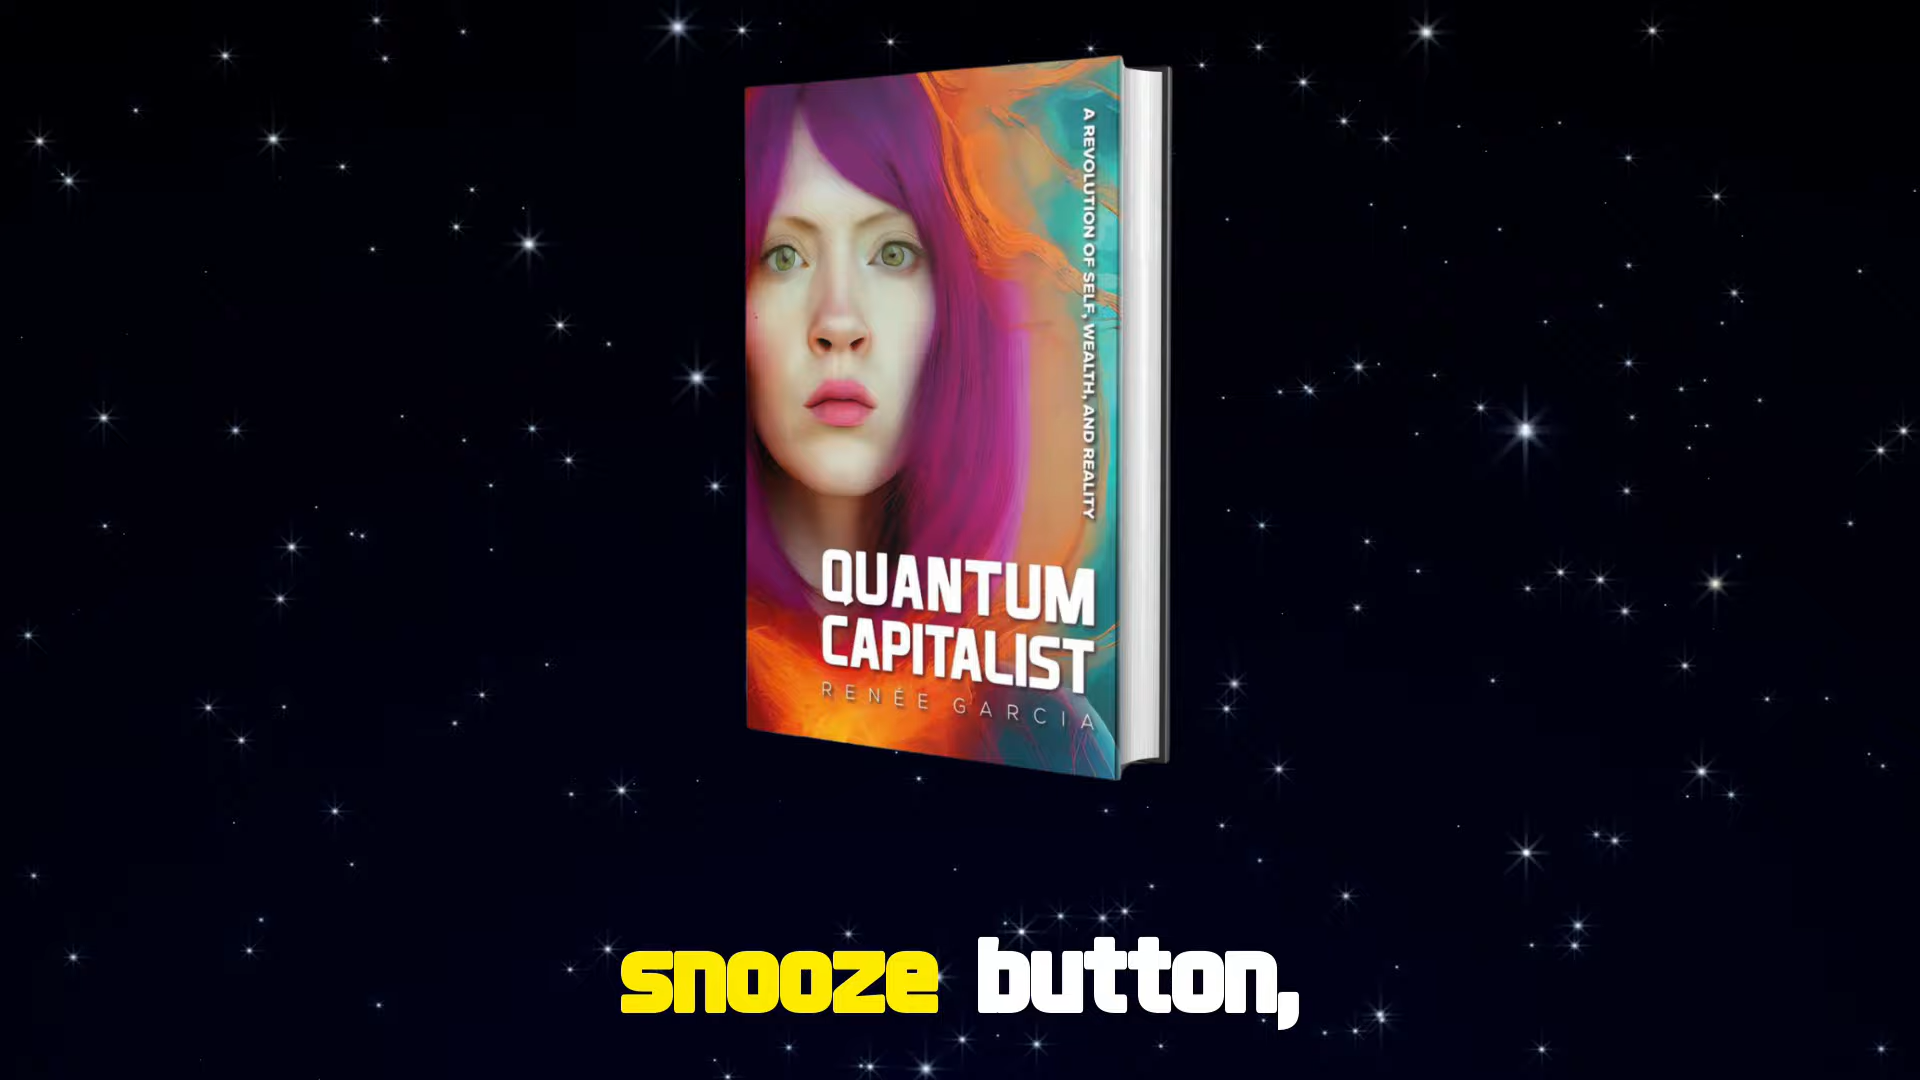 A REVOLUTION OF SELF, WEALTH, AND REALITY
QUANTUM
CAPITALIST
RENÉE GARCIA
snooze button,